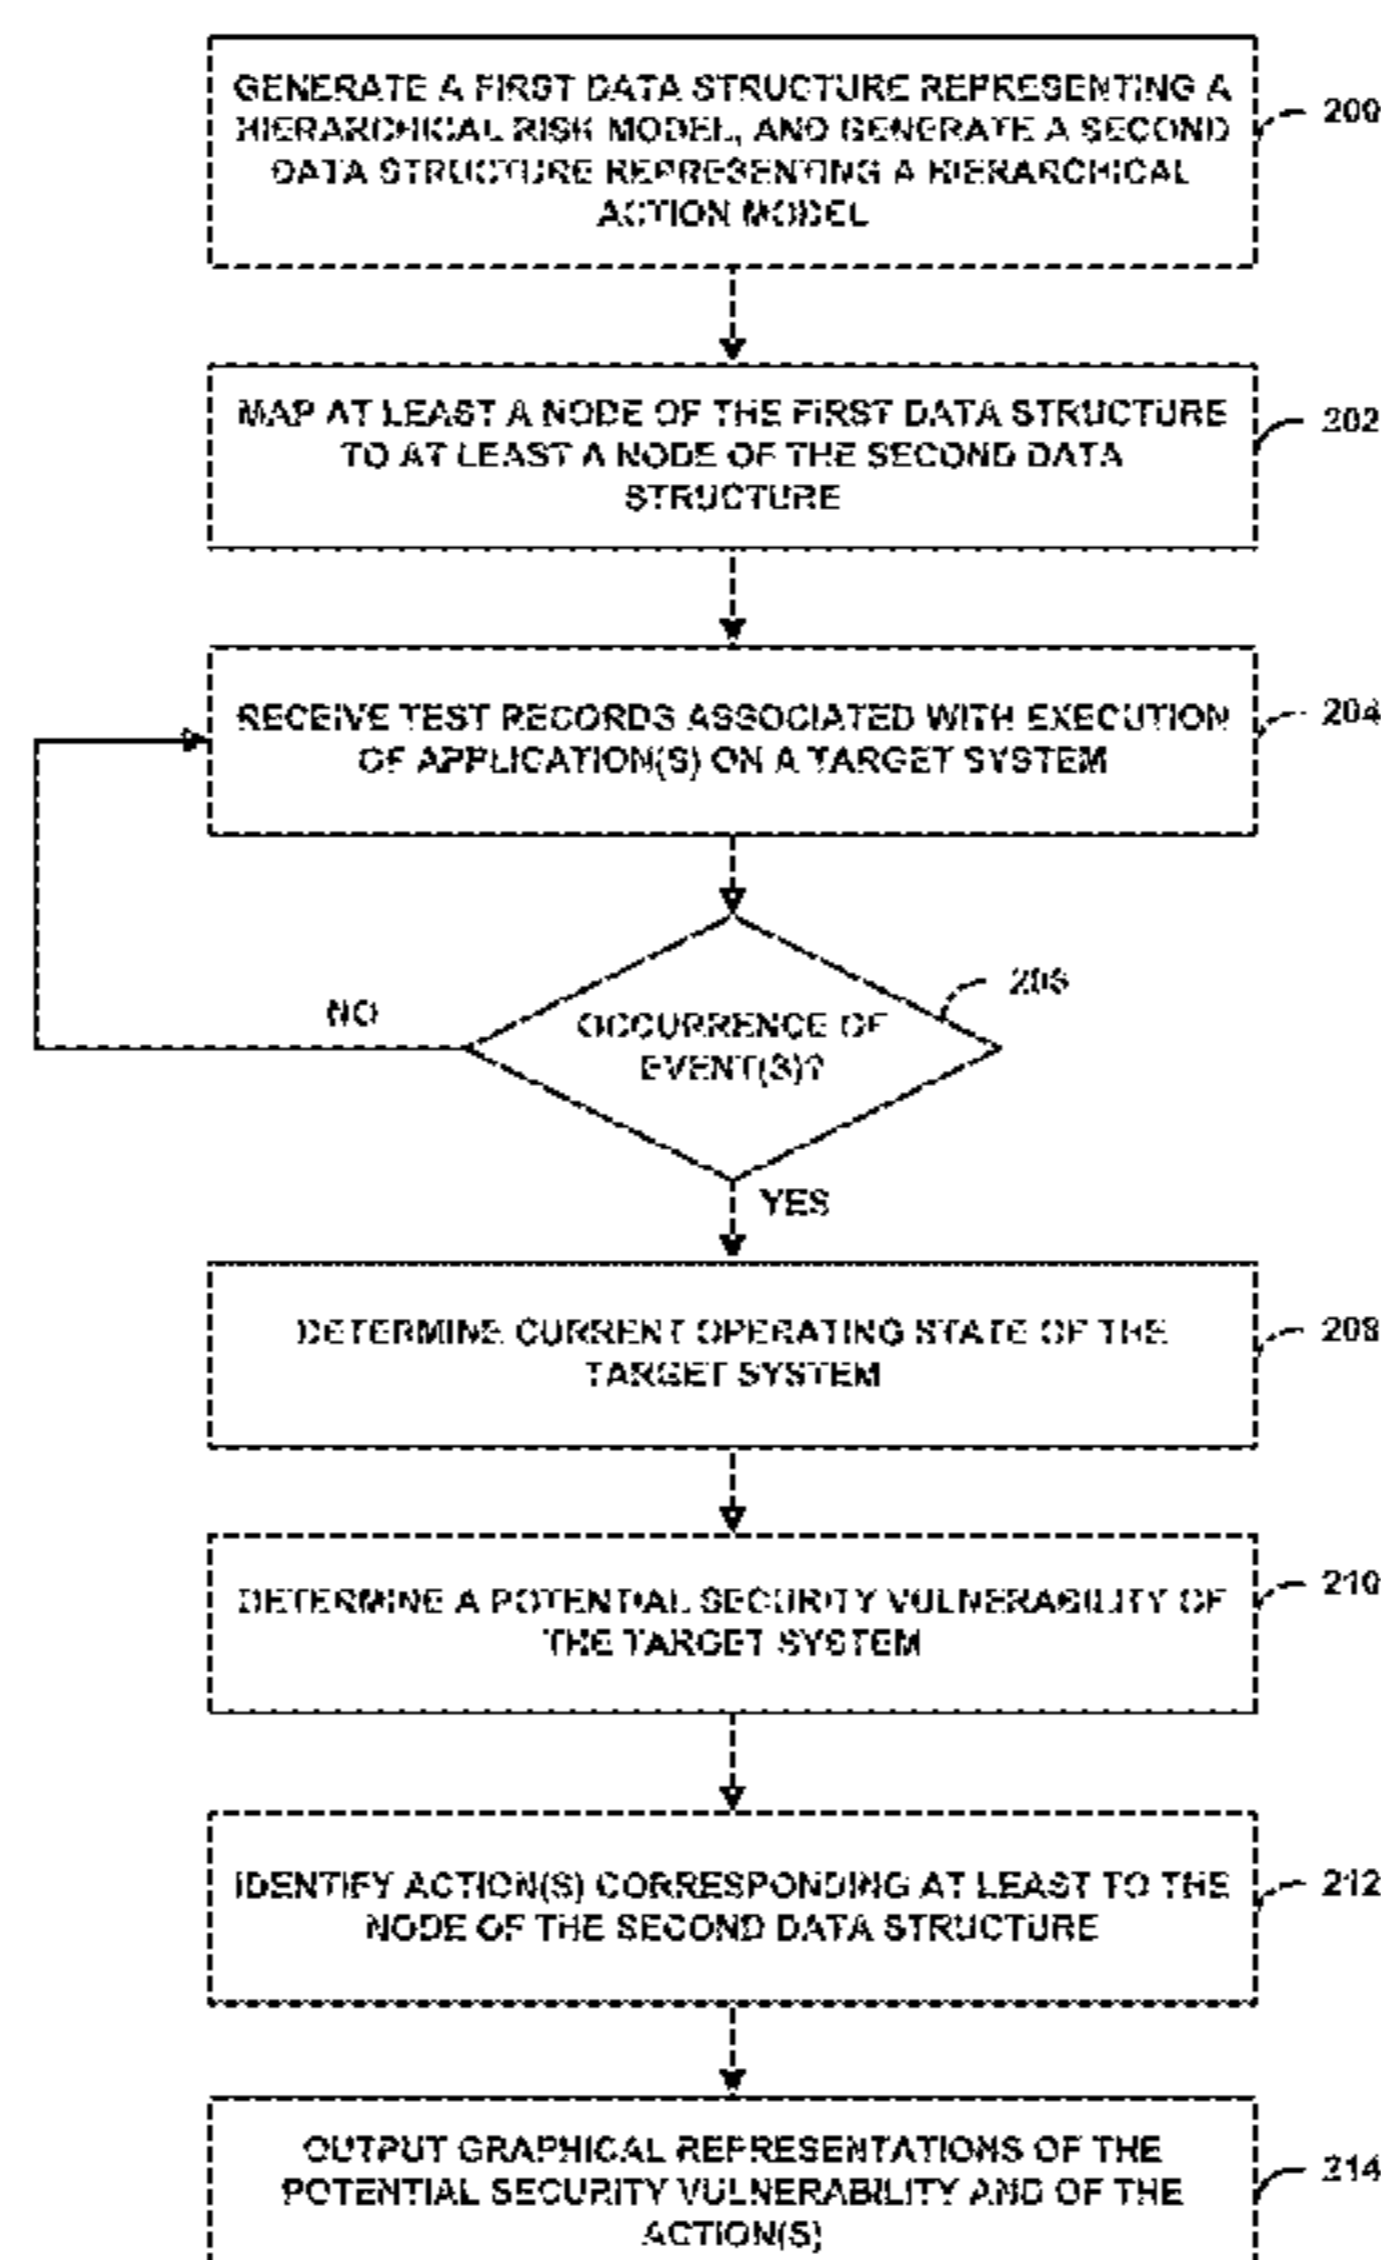 GENERATE A FIRST DATA STRUCTURE REPRESENTING A
HIERARCHICAL RISK MODEL, AND GENERATE A SECOND
DATA STRUCTURE REPRESENTING A HIERARCHICAL
ACTION MODEL
200
MAP AT LEAST A NODE OF THE FIRST DATA STRUCTURE
TO AT LEAST A NODE OF THE SECOND DATA
STRUCTURE
202
RECEIVE TEST RECORDS ASSOCIATED WITH EXECUTION
OF APPLICATION(S) ON A TARGET SYSTEM
204
206
NO
OCCURRENCE OF
EVENT(S)?
YES
DETERMINE CURRENT OPERATING STATE OF THE
TARGET SYSTEM
208
DETERMINE A POTENTIAL SECURITY VULNERABILITY OF
THE TARGET SYSTEM
210
IDENTIFY ACTION(S) CORRESPONDING AT LEAST TO THE
NODE OF THE SECOND DATA STRUCTURE
212
OUTPUT GRAPHICAL REPRESENTATIONS OF THE
POTENTIAL SECURITY VULNERABILITY AND OF THE
ACTION(S)
214